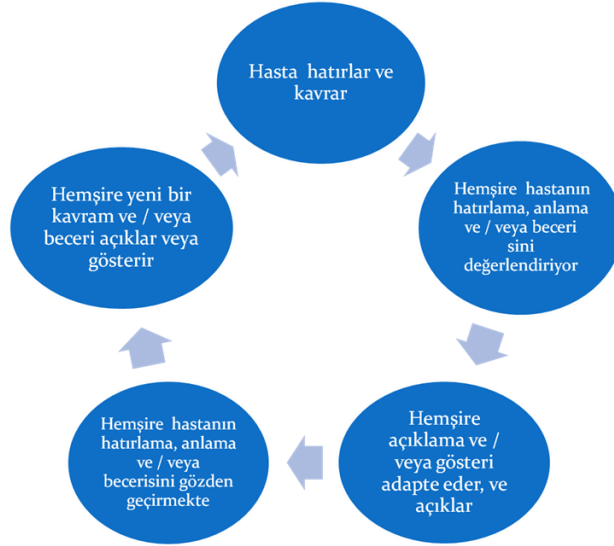 Hasta hatırlar ve
kavrar
Hemşire hastanın
hatırlama, anlama
ve / veya beceri
sini
değerlendiriyor
Hemşire
açıklama ve /
veya gösteri
adapte eder, ve
açıklar
Hemşire hastanın
hatırlama, anlama
ve / veya
becerisini gözden
geçirmekte
Hemşire yeni bir
kavram ve / veya
beceri açıklar veya
gösterir